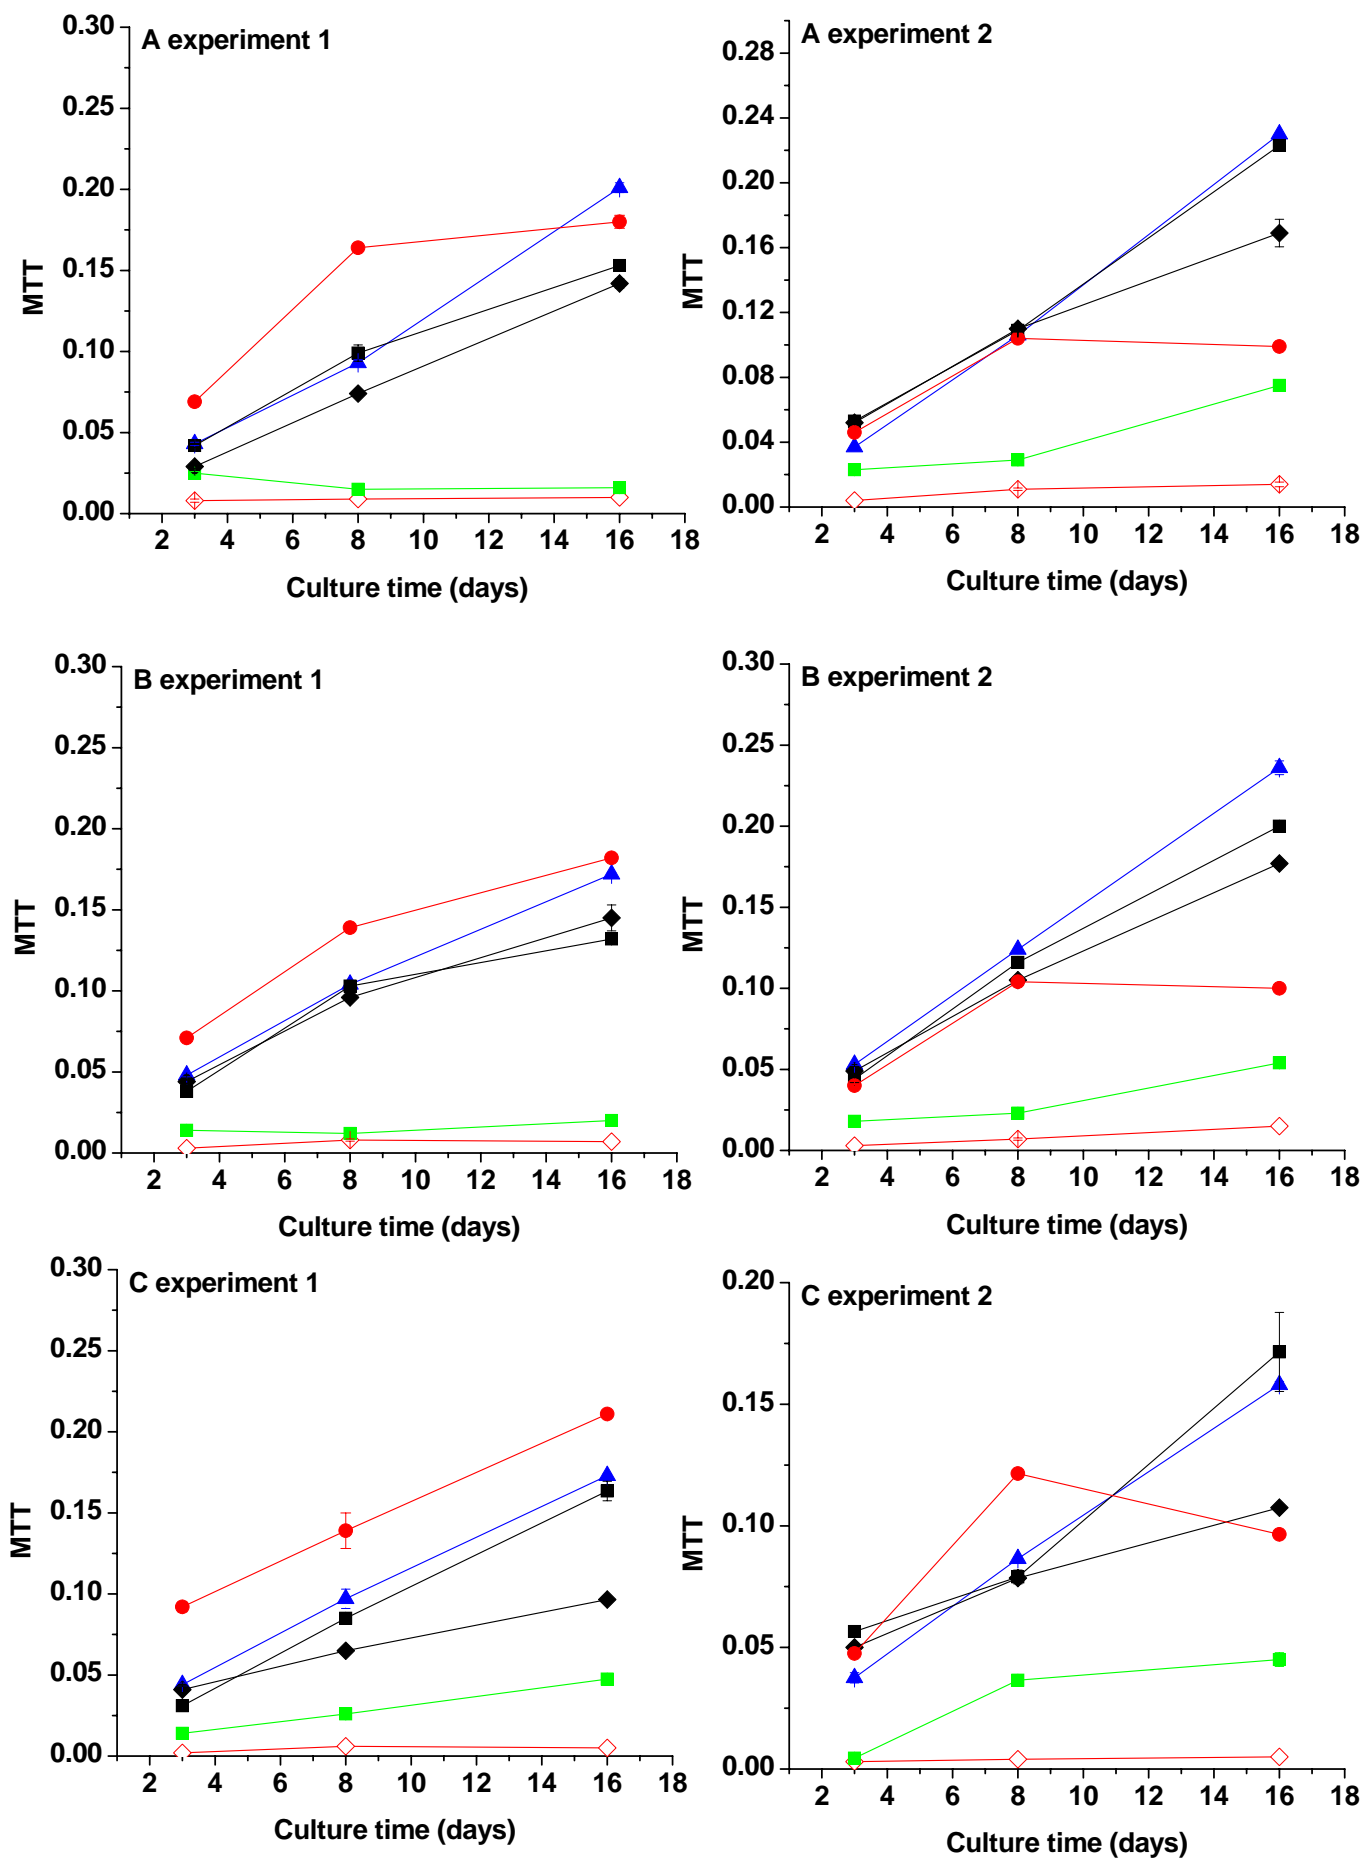 A experiment 1
0.30
0.25
0.20
0.15
0.10
0.05
0.00
MTT
2 4 6 8 10 12 14 16 18
Culture time (days)
A experiment 2
0.28
0.24
0.20
0.16
0.12
0.08
0.04
0.00
MTT
2 4 6 8 10 12 14 16 18
Culture time (days)
B experiment 1
0.30
0.25
0.20
0.15
0.10
0.05
0.00
MTT
2 4 6 8 10 12 14 16 18
Culture time (days)
B experiment 2
0.30
0.25
0.20
0.15
0.10
0.05
0.00
MTT
2 4 6 8 10 12 14 16 18
Culture time (days)
C experiment 1
0.30
0.25
0.20
0.15
0.10
0.05
0.00
MTT
2 4 6 8 10 12 14 16 18
Culture time (days)
C experiment 2
0.20
0.15
0.10
0.05
0.00
MTT
2 4 6 8 10 12 14 16 18
Culture time (days)